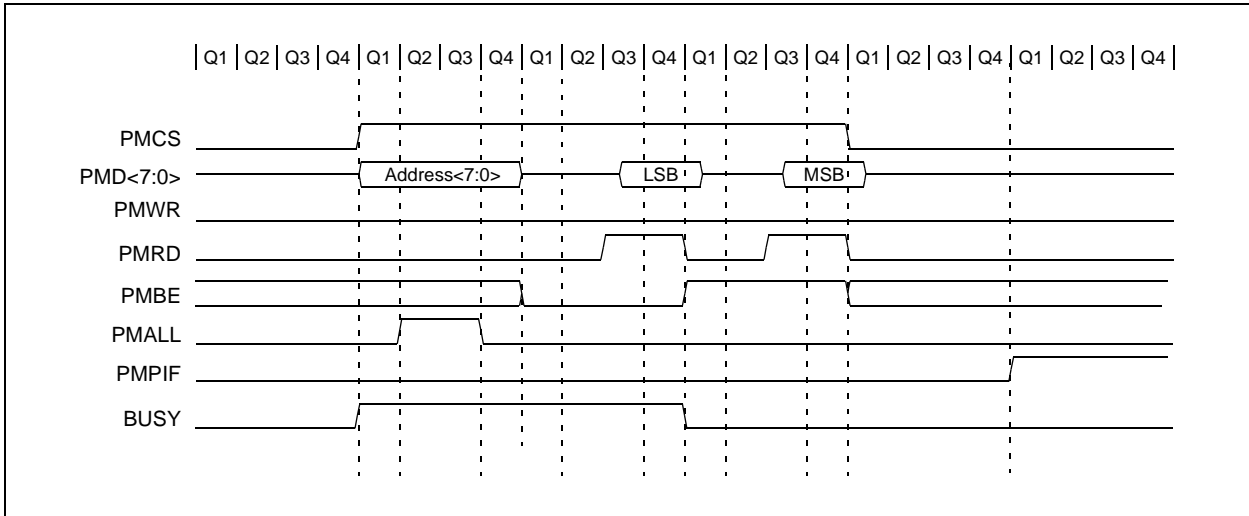 Q1 Q2 Q3 Q4 Q1 Q2 Q3 Q4 Q1 Q2 Q3 Q4 Q1 Q2 Q3 Q4 Q1 Q2 Q3 Q4 Q1 Q2 Q3 Q4
PMCS
PMD<7:0> Address<7:0> LSB MSB
PMWR
PMRD
PMBE
PMALL
PMPIF
BUSY